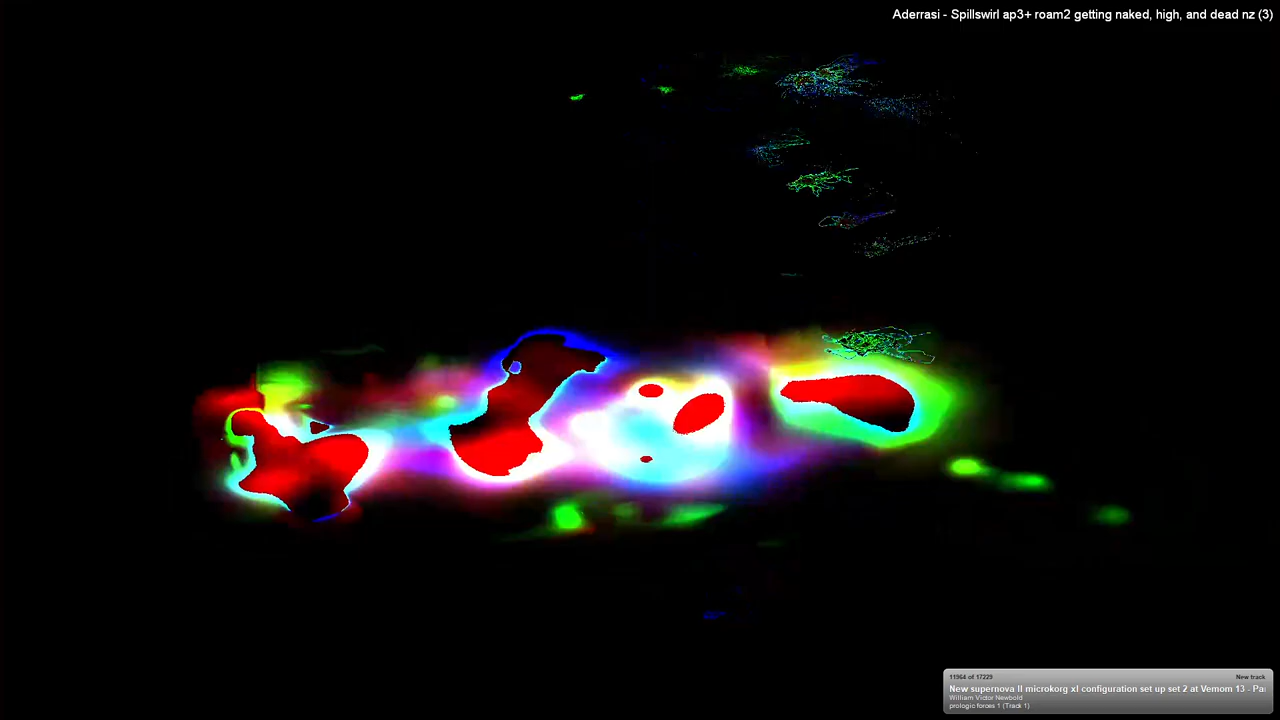 Aderrasi - Spillswirl ap3+ roam2 getting naked, high, and dead nz (3)
11964 of 17229 New track
New supernova II microkorg xl configuration set up set 2 at Vemom 13 - Pa
William Victor Newbold
prologic forces 1 (Track 1)